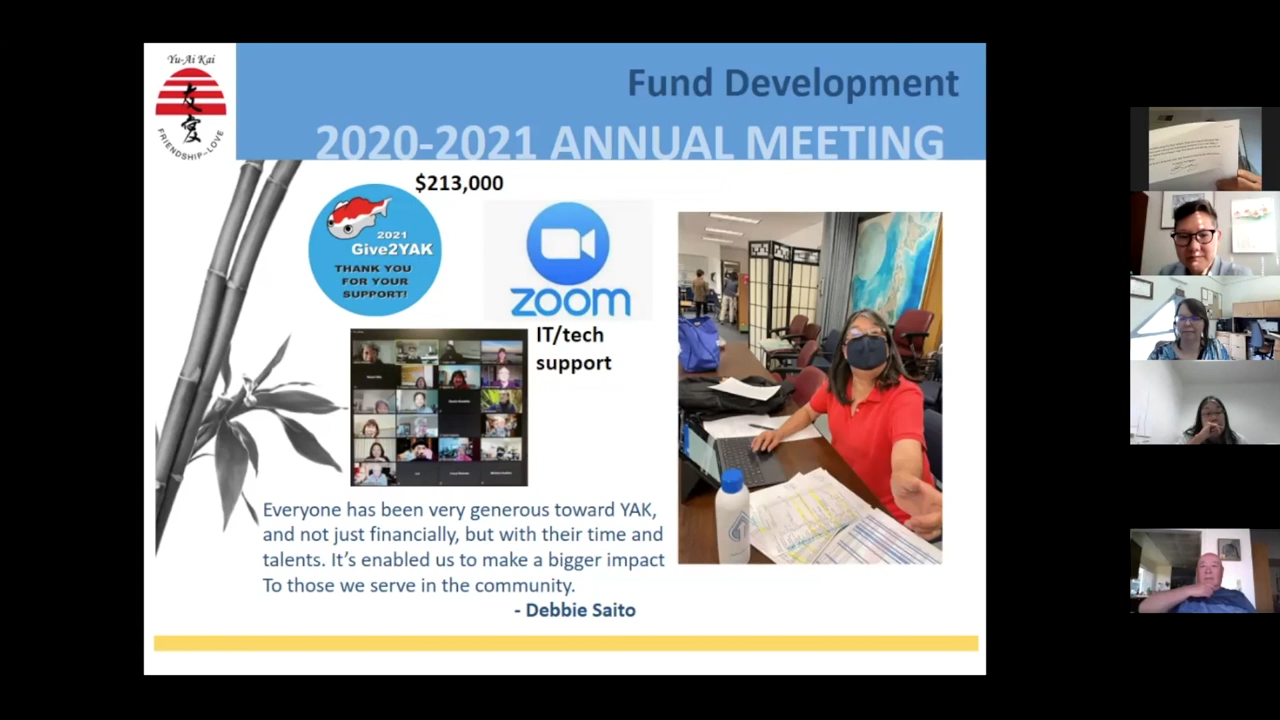 Yu-Ai Kai
友
愛
FRIENDSHIP-LOVE
Fund Development
2020-2021 ANNUAL MEETING
$213,000
2021
Give2YAK
THANK YOU
FOR YOUR
SUPPORT!
zoom
IT/tech
support
Everyone has been very generous toward YAK,
and not just financially, but with their time and
talents. It's enabled us to make a bigger impact
To those we serve in the community.
- Debbie Saito